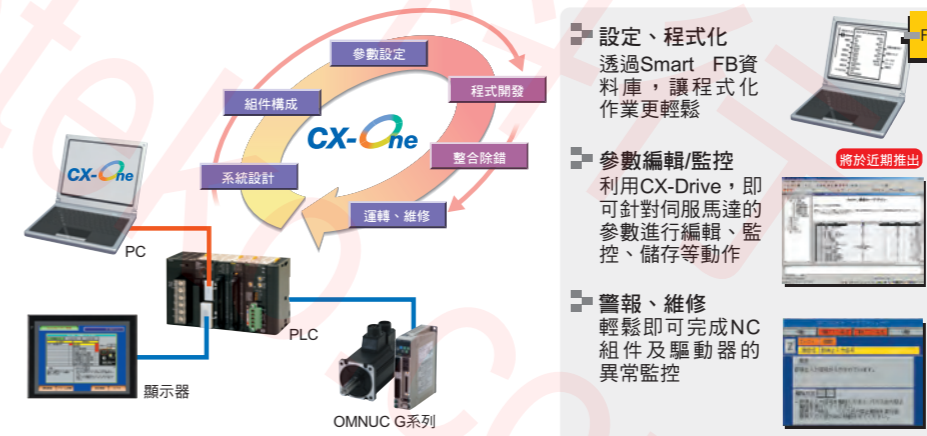 參數設定
組件構成
程式開發
CX-One
整合除錯
系統設計
運轉、維修
CX-One
PC
PLC
顯示器
OMNUC G系列
設定、程式化
透過Smart FB資
料庫，讓程式化
作業更輕鬆
F
參數編輯/監控
將於近期推出
利用CX-Drive，即
可針對伺服馬達的
參數進行編輯、監
控、儲存等動作
警報、維修
輕鬆即可完成NC
組件及驅動器的
異常監控